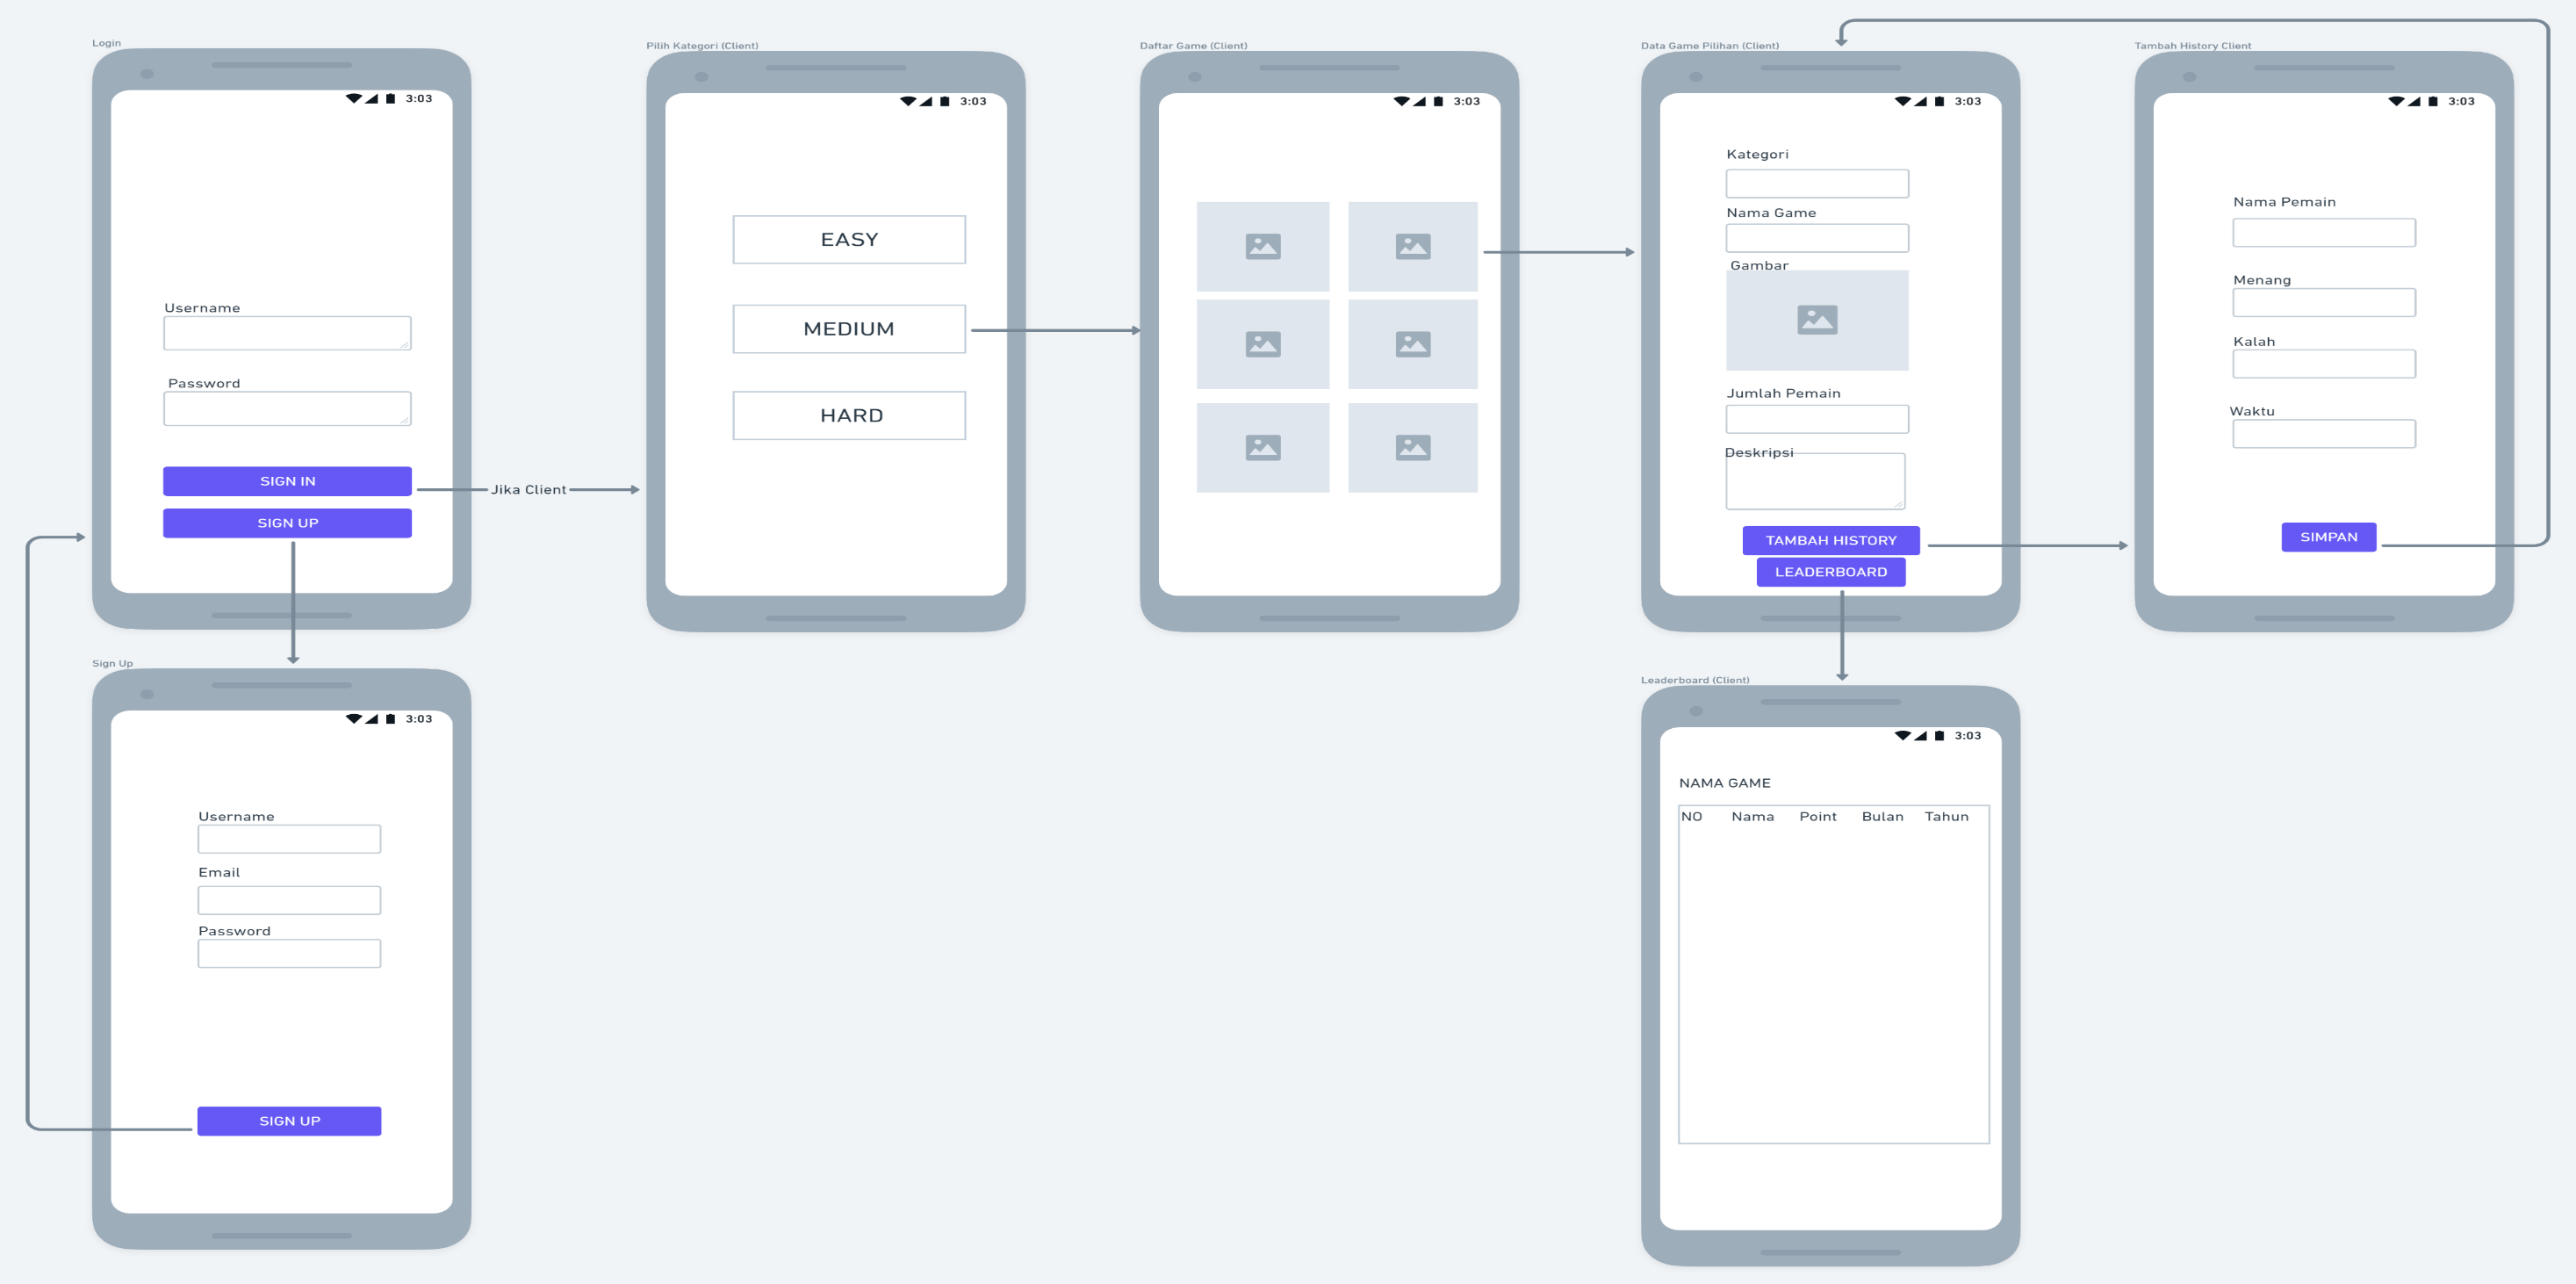 Login
3:03
Username
Password
SIGN IN
SIGN UP
Jika Client
Pilih Kategori (Client)
3:03
EASY
MEDIUM
HARD
Daftar Game (Client)
3:03
Data Game Pilihan (Client)
3:03
Kategori
Nama Game
Gambar
Jumlah Pemain
Deskripsi
TAMBAH HISTORY
LEADERBOARD
Tambah History Client
3:03
Nama Pemain
Menang
Kalah
Waktu
SIMPAN
Sign Up
3:03
Username
Email
Password
SIGN UP
Leaderboard (Client)
3:03
NAMA GAME
NO Nama Point Bulan Tahun